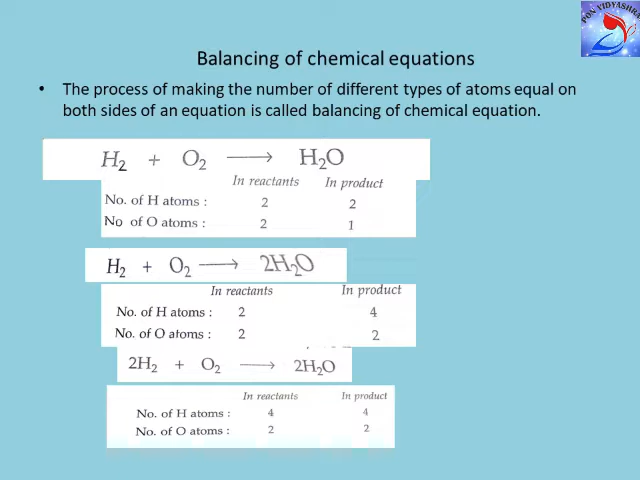 PON VIDYASHRAM
Balancing of chemical equations
• The process of making the number of different types of atoms equal on
both sides of an equation is called balancing of chemical equation.
H₂ + O₂ ⟶ H₂O
In reactants In product
No. of H atoms : 2 2
No of O atoms : 2 1
H₂ + O₂ ⟶ 2H₂O
In reactants In product
No. of H atoms : 2 4
No. of O atoms : 2 2
2H₂ + O₂ ⟶ 2H₂O
In reactants In product
No. of H atoms : 4 4
No. of O atoms : 2 2